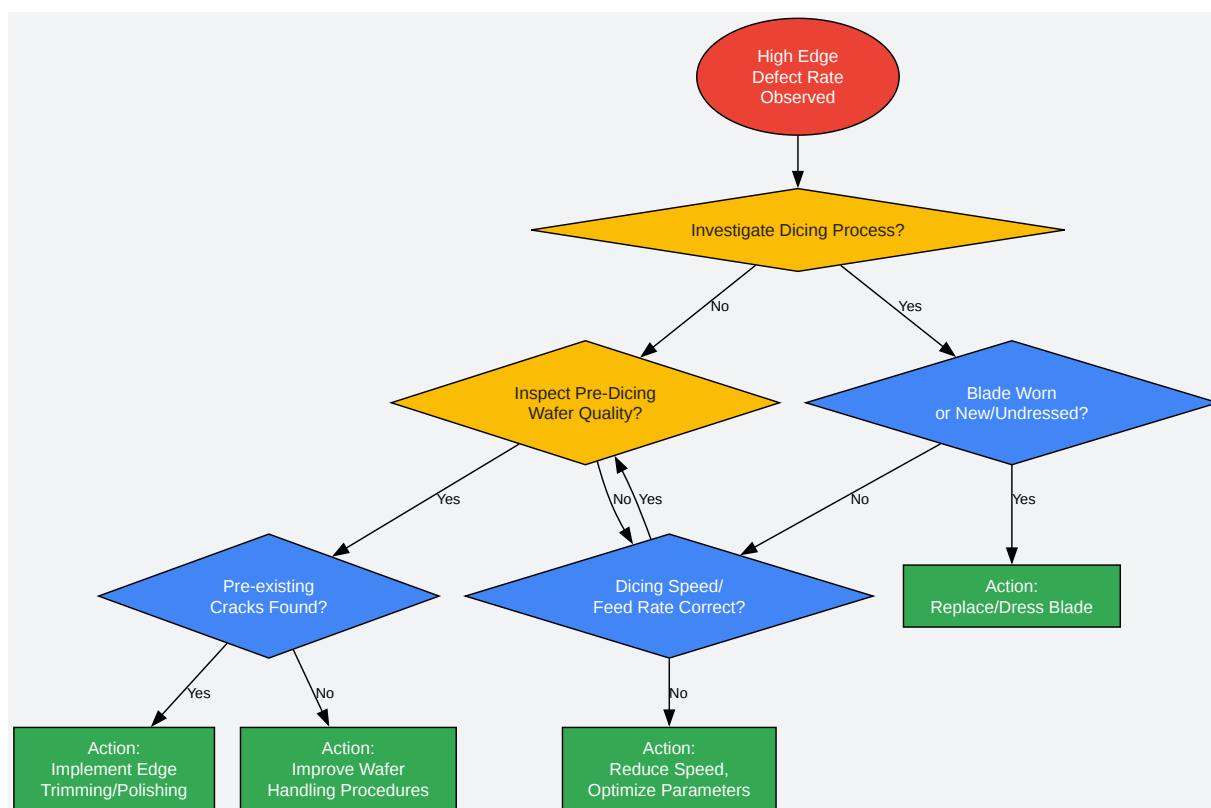 High Edge
Defect Rate
Observed
Investigate Dicing Process?
No
Yes
Inspect Pre-Dicing
Wafer Quality?
Blade Worn
or New/Undressed?
Yes
No
Yes
No
Yes
Pre-existing
Cracks Found?
Dicing Speed/
Feed Rate Correct?
Action:
Replace/Dress Blade
Yes
No
No
Action:
Implement Edge
Trimming/Polishing
Action:
Improve Wafer
Handling Procedures
Action:
Reduce Speed,
Optimize Parameters